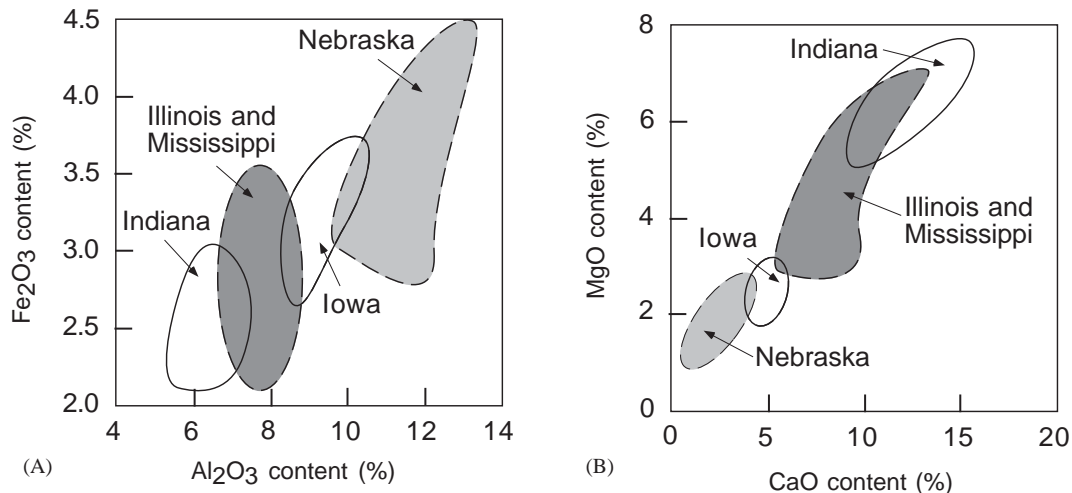 4.5
4.0
3.5
3.0
2.5
2.0
Fe2O3 content (%)
Nebraska
Illinois and
Mississippi
Indiana
Iowa
4 6 8 10 12 14
(A)
Al2O3 content (%)
8
6
4
2
0
MgO content (%)
Indiana
Illinois and
Mississippi
Iowa
Nebraska
0 5 10 15 20
(B)
CaO content (%)